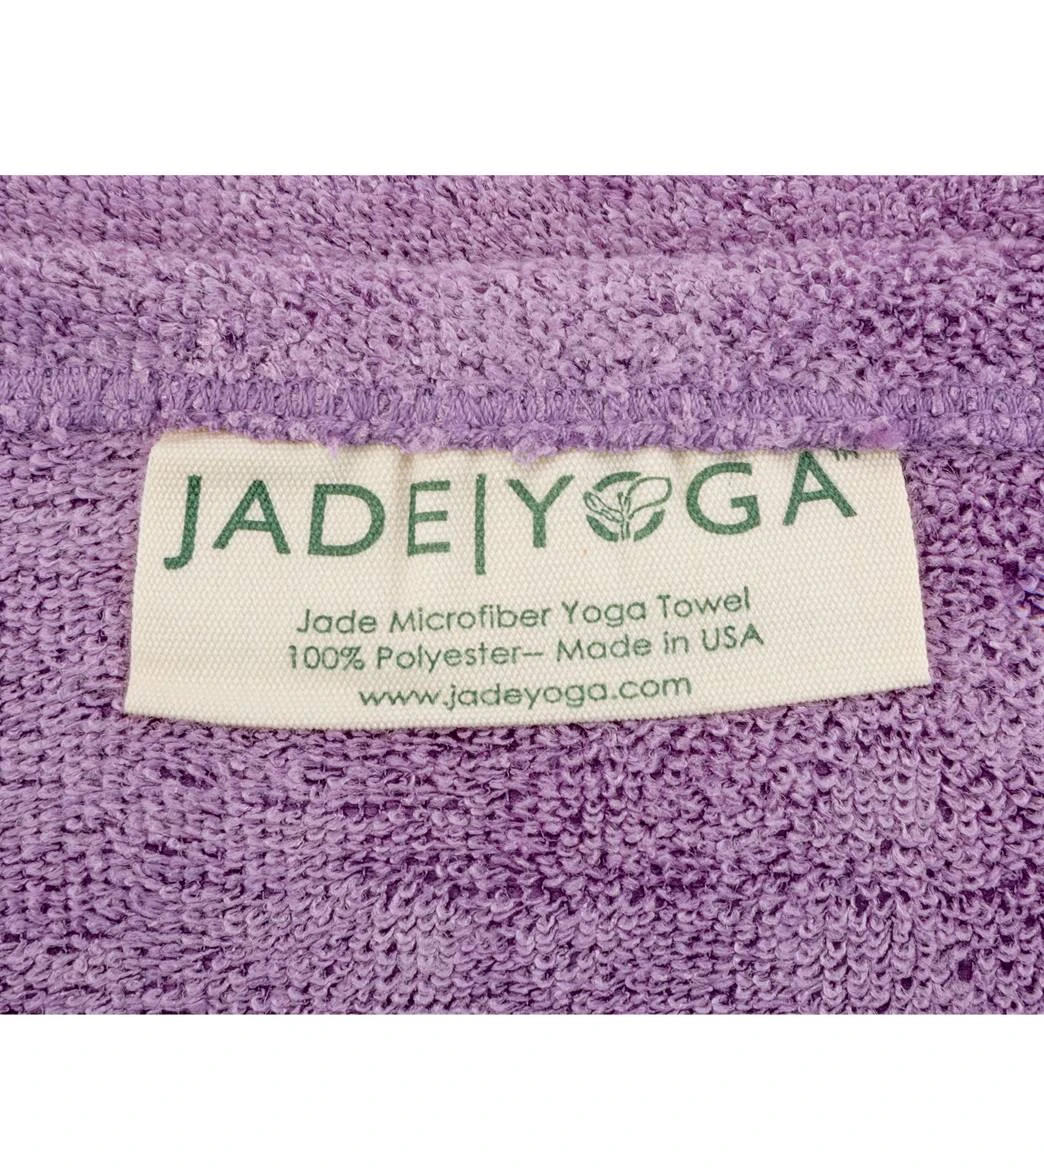 JADE|YOGA™
Jade Microfiber Yoga Towel
100% Polyester-- Made in USA
www.jadeyoga.com